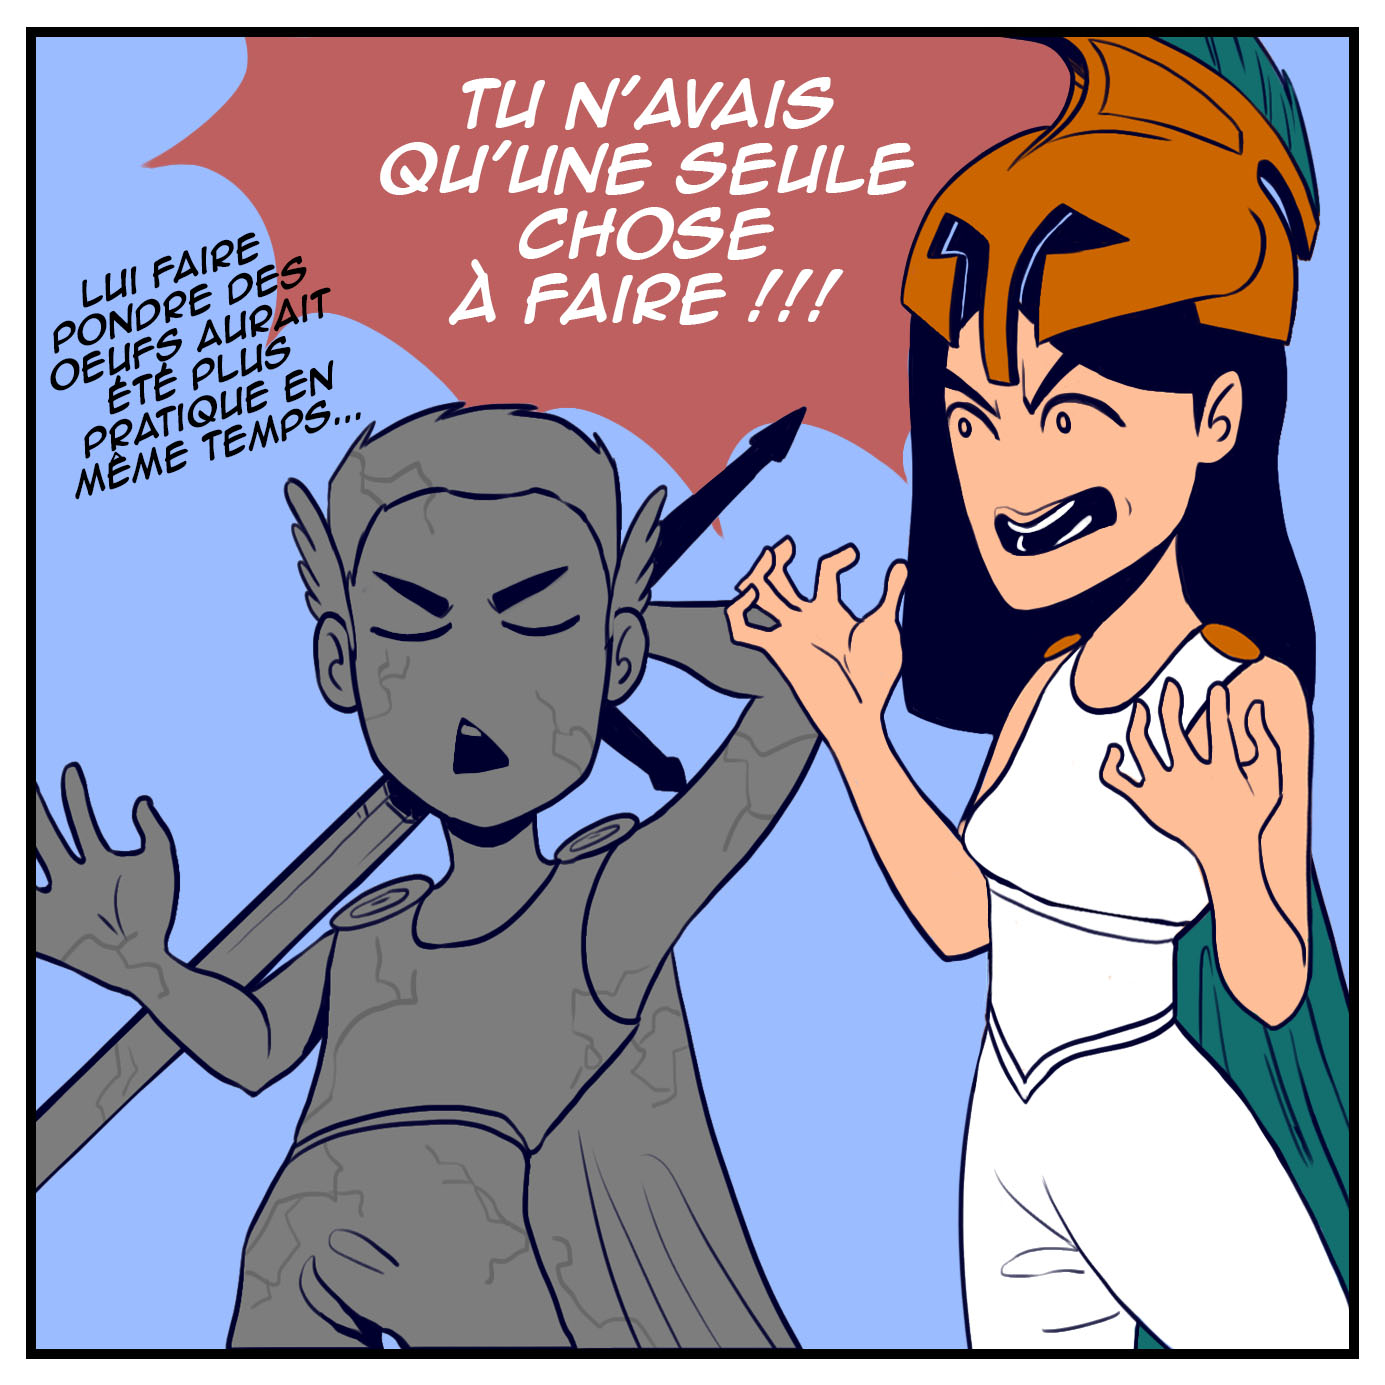 TU N'AVAIS
QU'UNE SEULE
CHOSE
À FAIRE !!!
LUI FAIRE
PONDRE DES
OEUFS AURAIT
ÉTÉ PLUS
PRATIQUE EN
MÊME TEMPS...